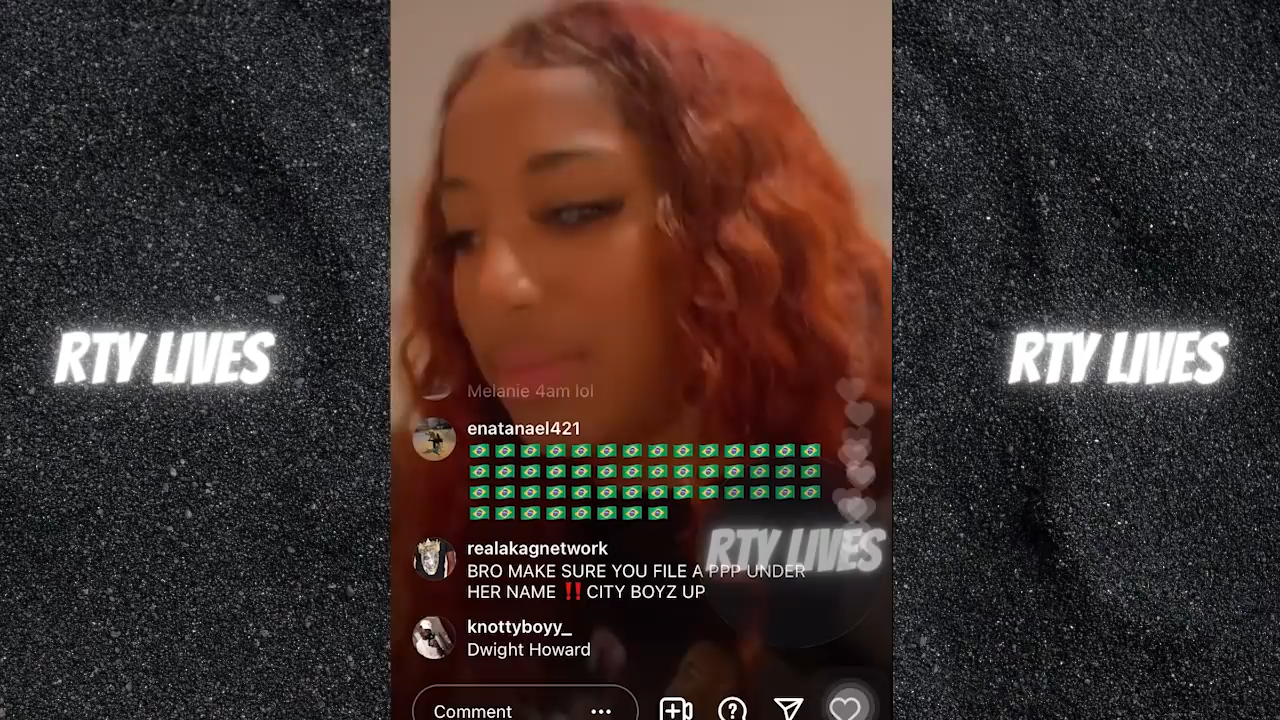 RTY LIVES
RTY LIVES
Melanie 4am lol
enatanael421
🇧🇷🇧🇷🇧🇷🇧🇷🇧🇷🇧🇷🇧🇷🇧🇷🇧🇷🇧🇷🇧🇷🇧🇷🇧🇷🇧🇷
🇧🇷🇧🇷🇧🇷🇧🇷🇧🇷🇧🇷🇧🇷🇧🇷🇧🇷🇧🇷🇧🇷🇧🇷🇧🇷🇧🇷
🇧🇷🇧🇷🇧🇷🇧🇷🇧🇷🇧🇷🇧🇷🇧🇷🇧🇷🇧🇷🇧🇷🇧🇷🇧🇷🇧🇷
🇧🇷🇧🇷🇧🇷🇧🇷🇧🇷🇧🇷🇧🇷🇧🇷
RTY LIVES
realakagnetwork
BRO MAKE SURE YOU FILE A PPP UNDER
HER NAME ‼️CITY BOYZ UP
knottyboyy_
Dwight Howard
Comment